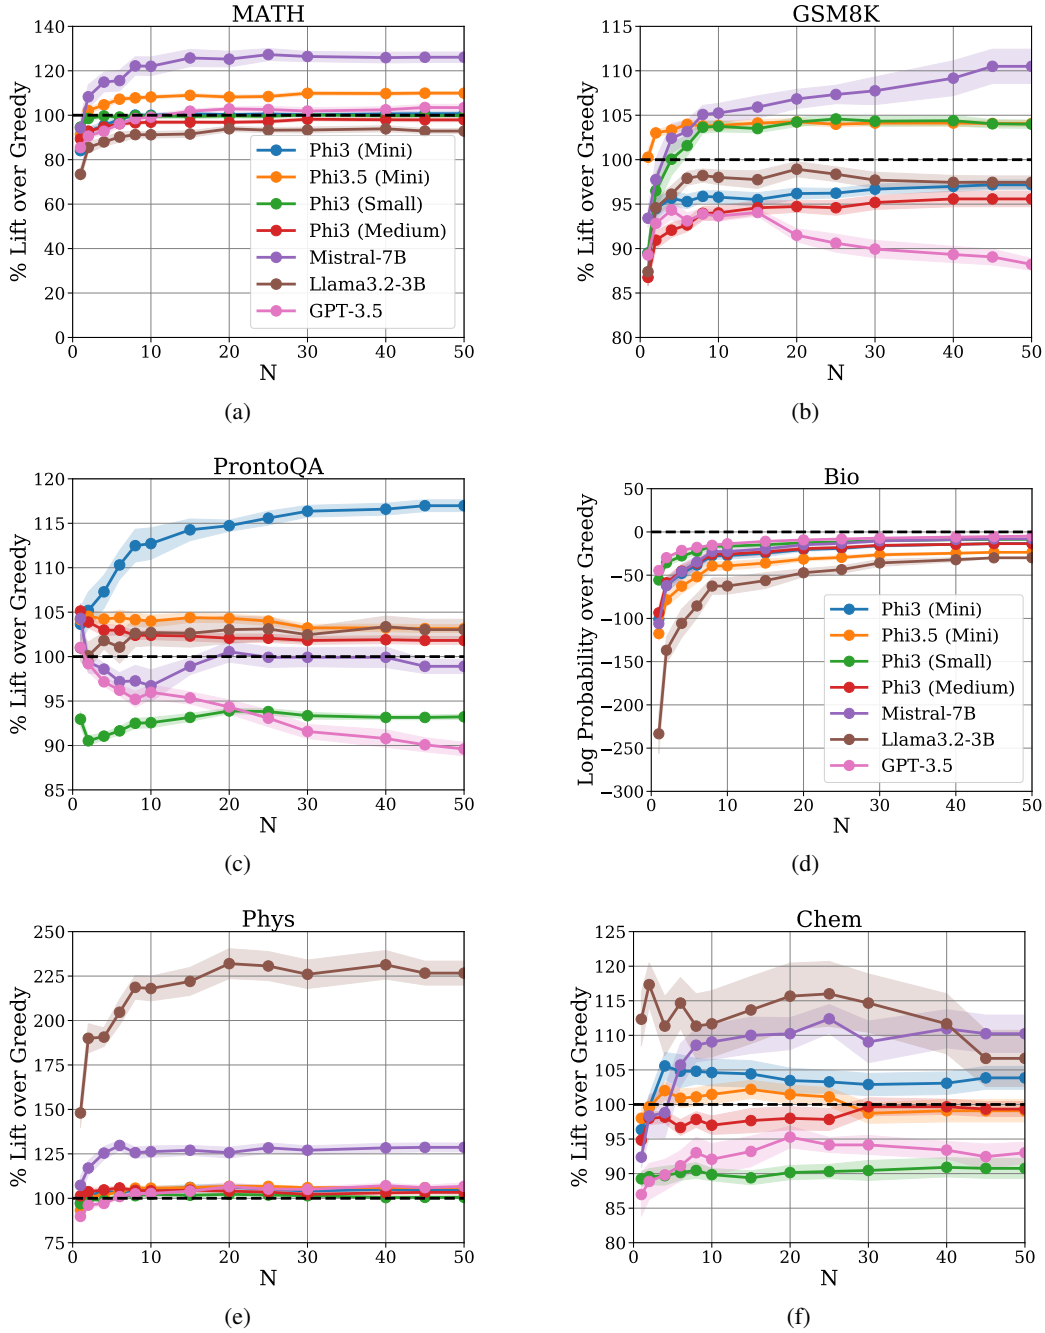 MATH
% Lift over Greedy
140
120
100
80
60
40
20
0
0 10 20 30 40 50
N
Phi3 (Mini)
Phi3.5 (Mini)
Phi3 (Small)
Phi3 (Medium)
Mistral-7B
Llama3.2-3B
GPT-3.5
(a)
GSM8K
% Lift over Greedy
115
110
105
100
95
90
85
80
0 10 20 30 40 50
N
(b)
ProntoQA
% Lift over Greedy
120
115
110
105
100
95
90
85
0 10 20 30 40 50
N
(c)
Bio
Log Probability over Greedy
50
0
−50
−100
−150
−200
−250
−300
0 10 20 30 40 50
N
Phi3 (Mini)
Phi3.5 (Mini)
Phi3 (Small)
Phi3 (Medium)
Mistral-7B
Llama3.2-3B
GPT-3.5
(d)
Phys
% Lift over Greedy
250
225
200
175
150
125
100
75
0 10 20 30 40 50
N
(e)
Chem
% Lift over Greedy
125
120
115
110
105
100
95
90
85
80
0 10 20 30 40 50
N
(f)